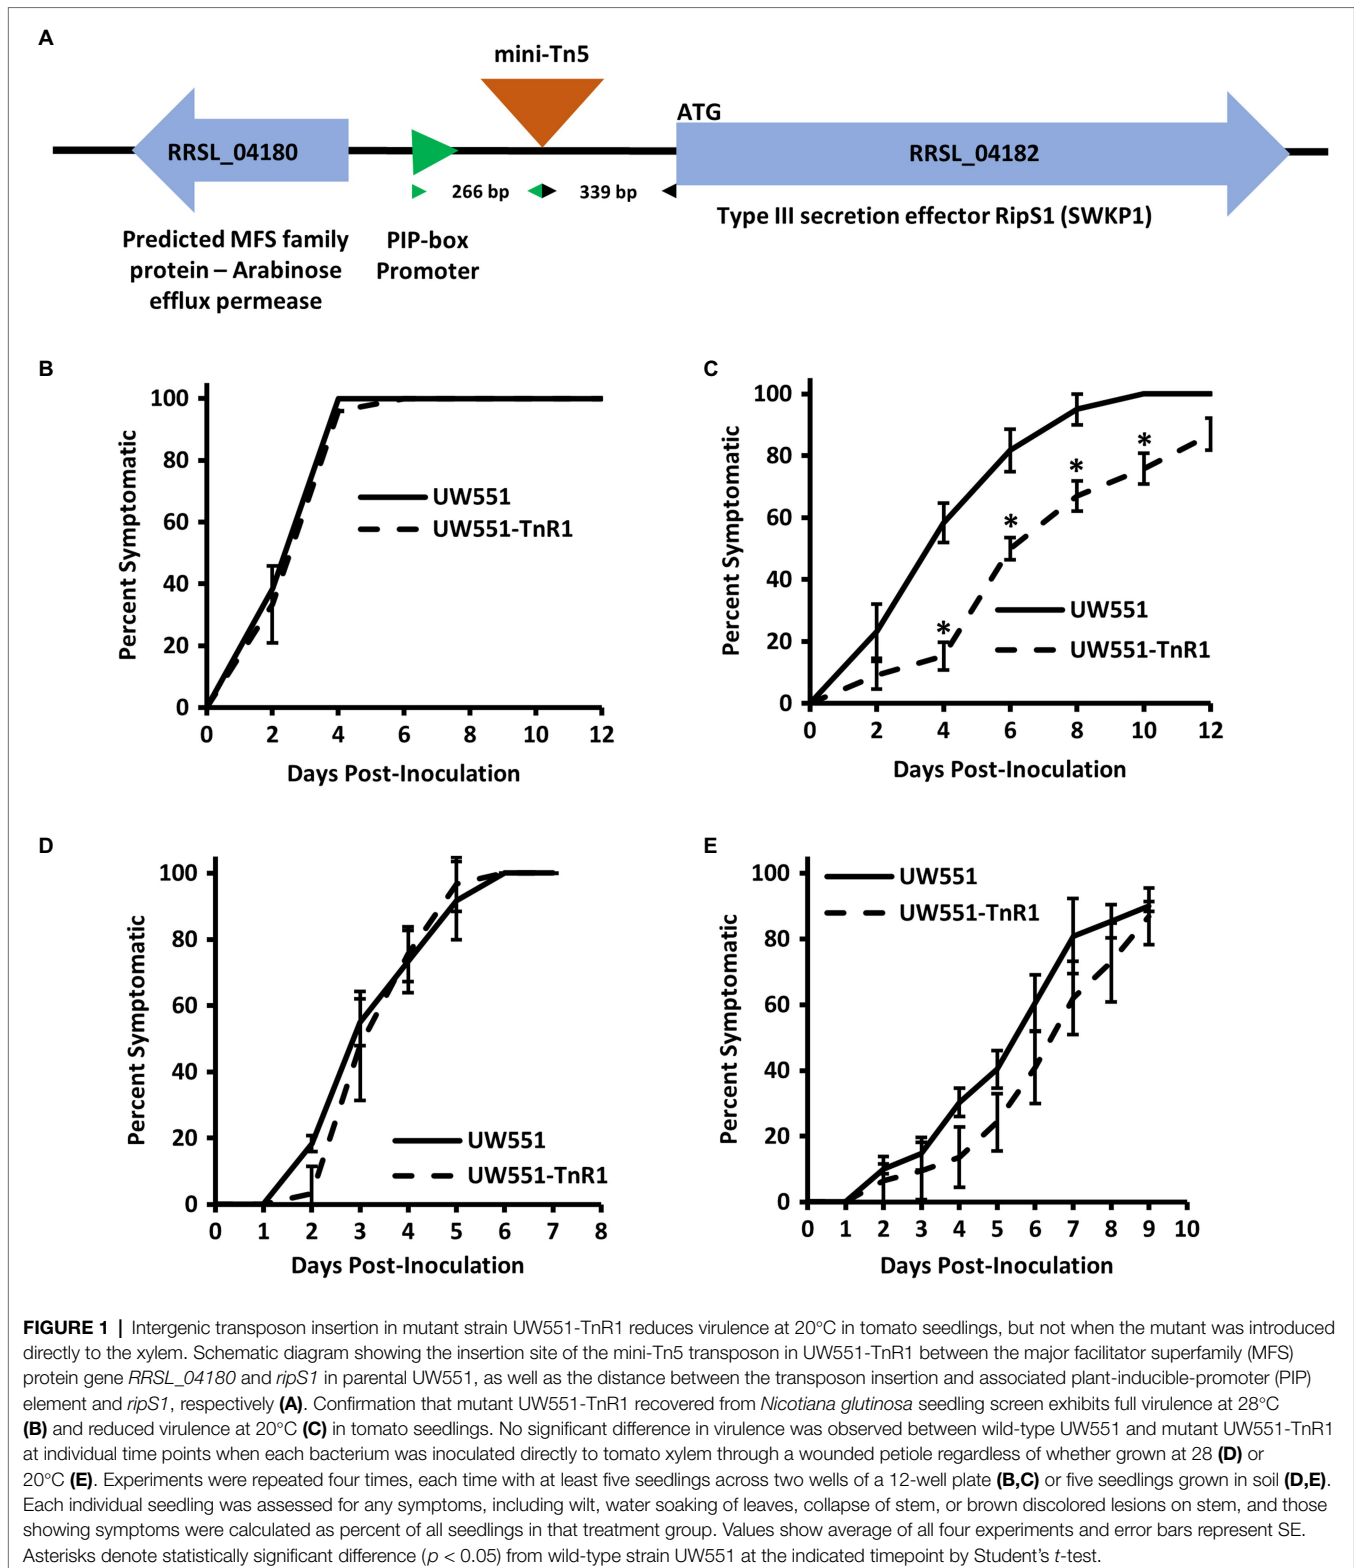 A
mini-Tn5
ATG
RRSL_04180
RRSL_04182
266 bp
339 bp
Predicted MFS family
protein – Arabinose
efflux permease
PIP-box
Promoter
Type III secretion effector RipS1 (SWKP1)
B
100
80
60
40
20
0
Percent Symptomatic
UW551
UW551-TnR1
0 2 4 6 8 10 12
Days Post-Inoculation
C
100
80
60
40
20
0
Percent Symptomatic
* * * *
UW551
UW551-TnR1
0 2 4 6 8 10 12
Days Post-Inoculation
D
100
80
60
40
20
0
Percent Symptomatic
UW551
UW551-TnR1
0 1 2 3 4 5 6 7 8
Days Post-Inoculation
E
100
80
60
40
20
0
Percent Symptomatic
UW551
UW551-TnR1
0 1 2 3 4 5 6 7 8 9 10
Days Post-Inoculation
FIGURE 1 | Intergenic transposon insertion in mutant strain UW551-TnR1 reduces virulence at 20°C in tomato seedlings, but not when the mutant was introduced
directly to the xylem. Schematic diagram showing the insertion site of the mini-Tn5 transposon in UW551-TnR1 between the major facilitator superfamily (MFS)
protein gene RRSL_04180 and ripS1 in parental UW551, as well as the distance between the transposon insertion and associated plant-inducible-promoter (PIP)
element and ripS1, respectively (A). Confirmation that mutant UW551-TnR1 recovered from Nicotiana glutinosa seedling screen exhibits full virulence at 28°C
(B) and reduced virulence at 20°C (C) in tomato seedlings. No significant difference in virulence was observed between wild-type UW551 and mutant UW551-TnR1
at individual time points when each bacterium was inoculated directly to tomato xylem through a wounded petiole regardless of whether grown at 28 (D) or
20°C (E). Experiments were repeated four times, each time with at least five seedlings across two wells of a 12-well plate (B,C) or five seedlings grown in soil (D,E).
Each individual seedling was assessed for any symptoms, including wilt, water soaking of leaves, collapse of stem, or brown discolored lesions on stem, and those
showing symptoms were calculated as percent of all seedlings in that treatment group. Values show average of all four experiments and error bars represent SE.
Asterisks denote statistically significant difference (p < 0.05) from wild-type strain UW551 at the indicated timepoint by Student's t-test.